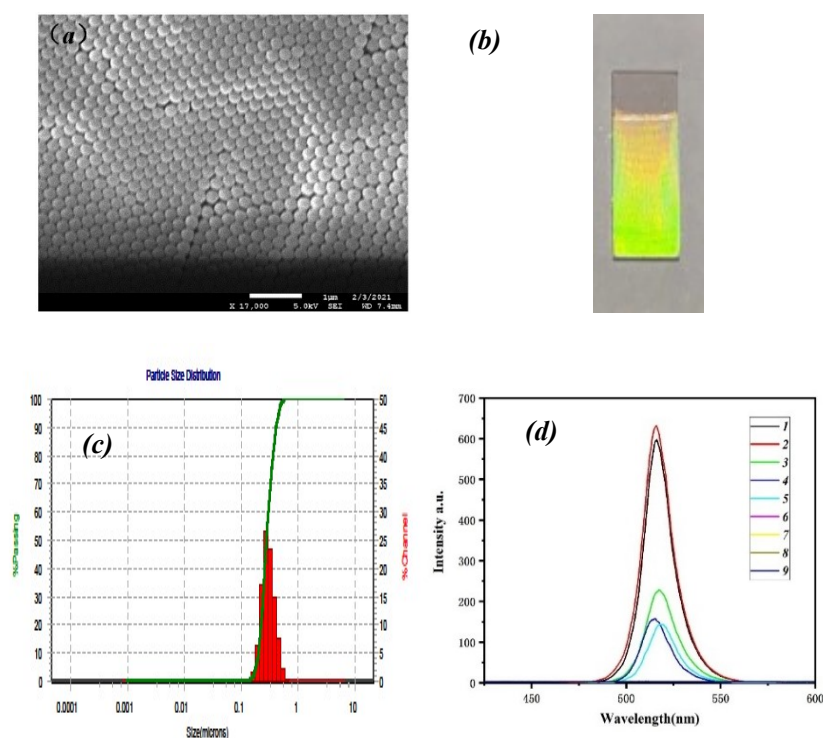 (a)
1μm 2/3/2021
X 17,000 5.0kV SEI WD 7.4mm
(b)
Particle Size Distribution
(c)
%Passing
100
90
80
70
60
50
40
30
20
10
0
%Channel
50
45
40
35
30
25
20
15
10
5
0
0.0001 0.001 0.01 0.1 1 10
Size(microns)
(d)
Intensity a.u.
700
600
500
400
300
200
100
0
1
2
3
4
5
6
7
8
9
450 500 550 600
Wavelength(nm)